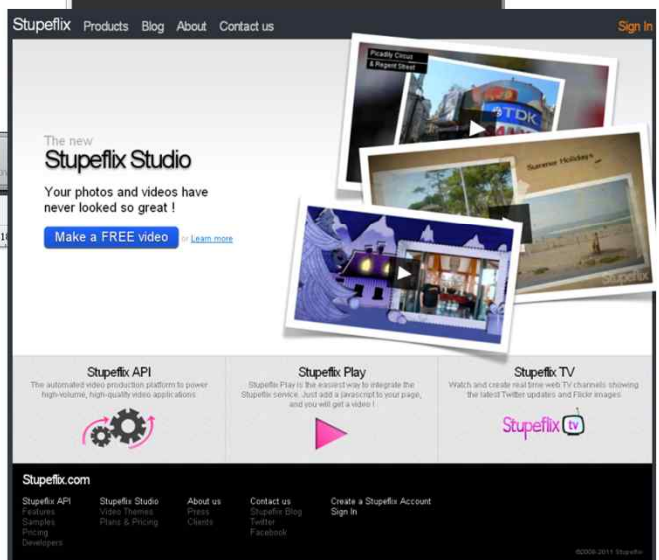 Stupeflix Products Blog About Contact us Sign In
Picadily Circus
& Regent Street
TDK
Summer Holidays
Stupeflix
The new
Stupeflix Studio
Your photos and videos have
never looked so great !
Make a FREE video or Learn more
Stupeflix API
The automated video production platform to power
high-volume, high-quality video applications
Stupeflix Play
Stupeflix Play is the easiest way to integrate the
Stupeflix service. Just add a javascript to your page,
and you will get a video !
Stupeflix TV
Watch and create real time web TV channels showing
the latest Twitter updates and Flickr images
Stupeflix tv
Stupeflix.com
Stupeflix API
Features
Samples
Pricing
Developers
Stupeflix Studio
Video Themes
Plans & Pricing
About us
Press
Clients
Contact us
Stupeflix Blog
Twitter
Facebook
Create a Stupeflix Account
Sign In
©2008-2011 Stupeflix